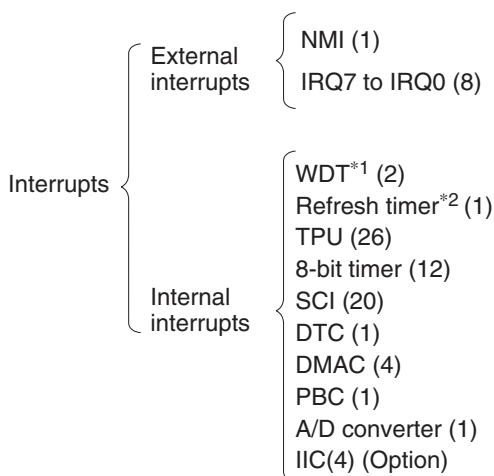 Interrupts
External
interrupts
NMI (1)
IRQ7 to IRQ0 (8)
Internal
interrupts
WDT*1 (2)
Refresh timer*2 (1)
TPU (26)
8-bit timer (12)
SCI (20)
DTC (1)
DMAC (4)
PBC (1)
A/D converter (1)
IIC(4) (Option)